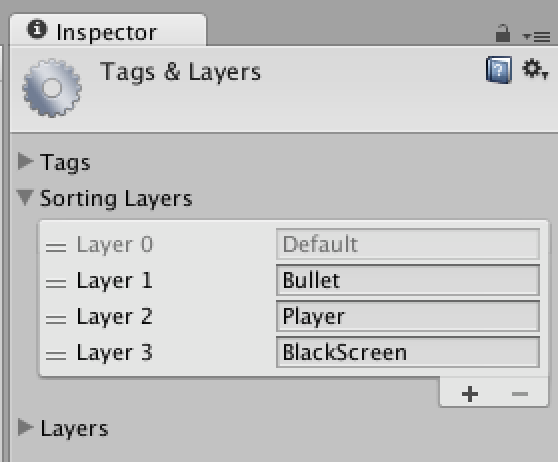 Inspector
Tags & Layers
Tags
Sorting Layers
Layer 0 Default
Layer 1 Bullet
Layer 2 Player
Layer 3 BlackScreen
Layers